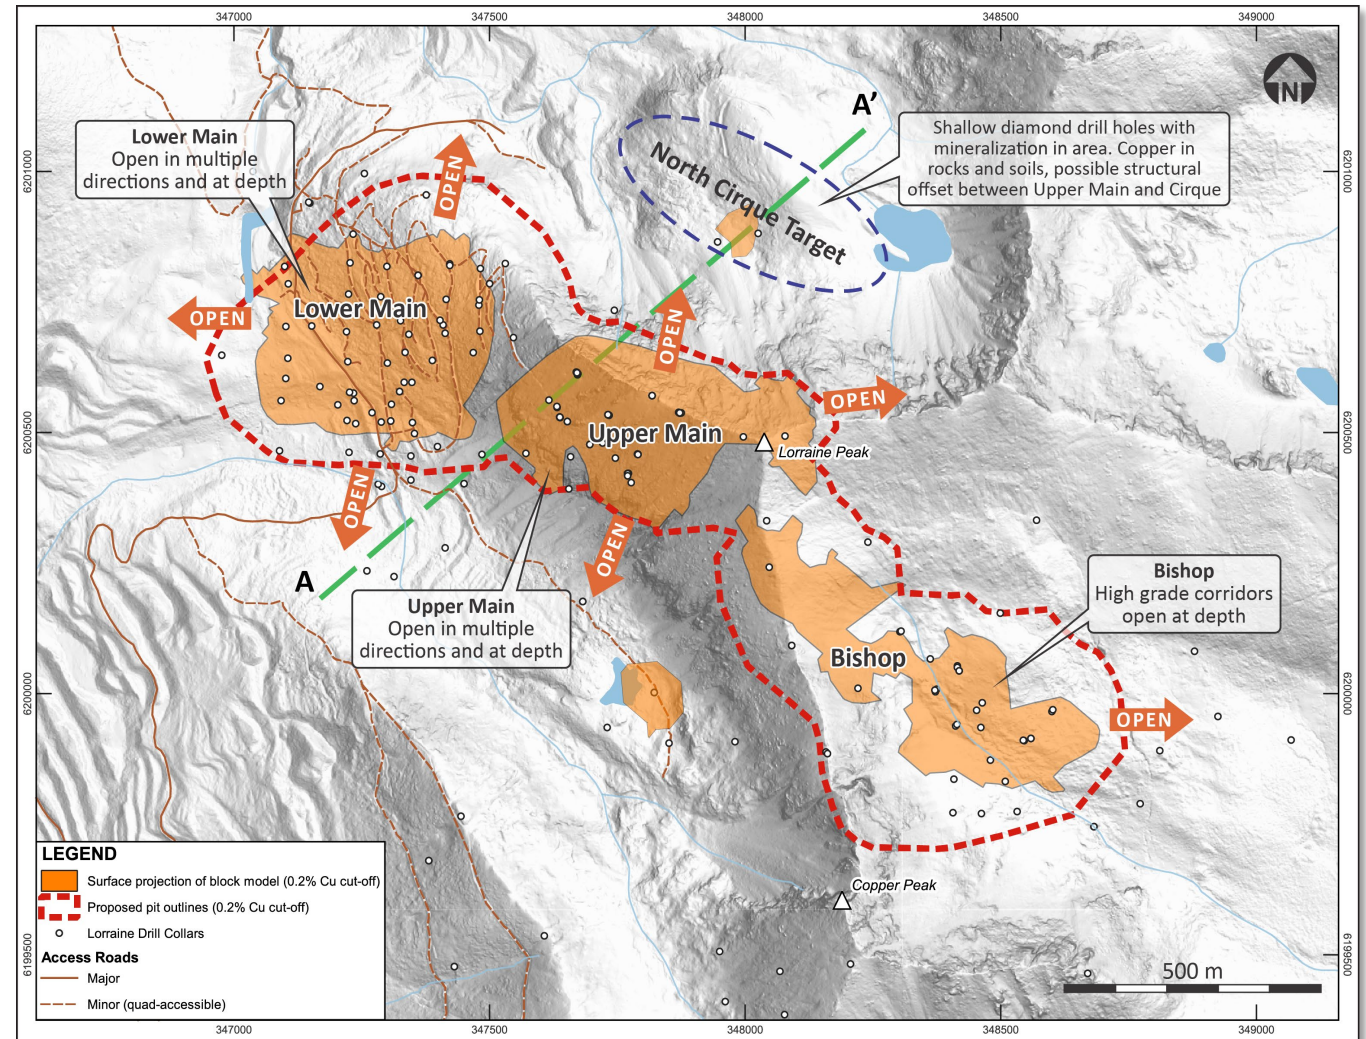 347000
347500
348000
348500
349000
N
A'
Lower Main
Open in multiple
directions and at depth
Shallow diamond drill holes with
mineralization in area. Copper in
rocks and soils, possible structural
offset between Upper Main and Cirque
6201000
6201000
OPEN
North Cirque Target
Lower Main
OPEN
OPEN
OPEN
6200500
6200500
Upper Main
Lorraine Peak
OPEN
OPEN
A
Upper Main
Open in multiple
directions and at depth
Bishop
High grade corridors
open at depth
Bishop
6200000
6200000
OPEN
LEGEND
Surface projection of block model (0.2% Cu cut-off)
Proposed pit outlines (0.2% Cu cut-off)
Lorraine Drill Collars
Access Roads
Major
Minor (quad-accessible)
Copper Peak
6199500
6199500
500 m
347000
347500
348000
348500
349000